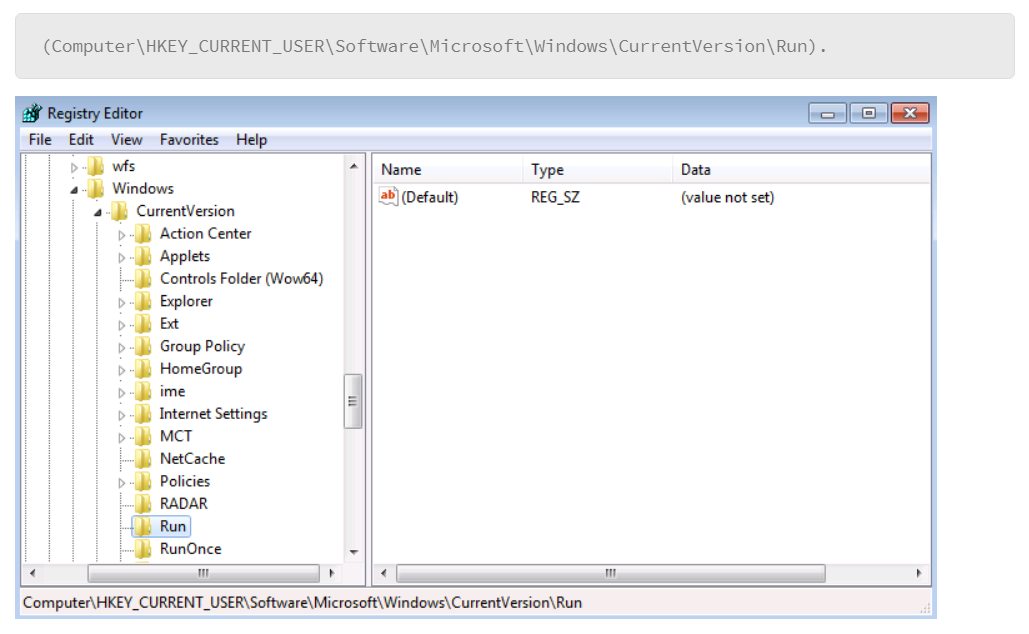 (Computer\HKEY_CURRENT_USER\Software\Microsoft\Windows\CurrentVersion\Run).
Registry Editor
File Edit View Favorites Help
wfs
Windows
CurrentVersion
Action Center
Applets
Controls Folder (Wow64)
Explorer
Ext
Group Policy
HomeGroup
ime
Internet Settings
MCT
NetCache
Policies
RADAR
Run
RunOnce
Name Type Data
ab (Default) REG_SZ (value not set)
Computer\HKEY_CURRENT_USER\Software\Microsoft\Windows\CurrentVersion\Run